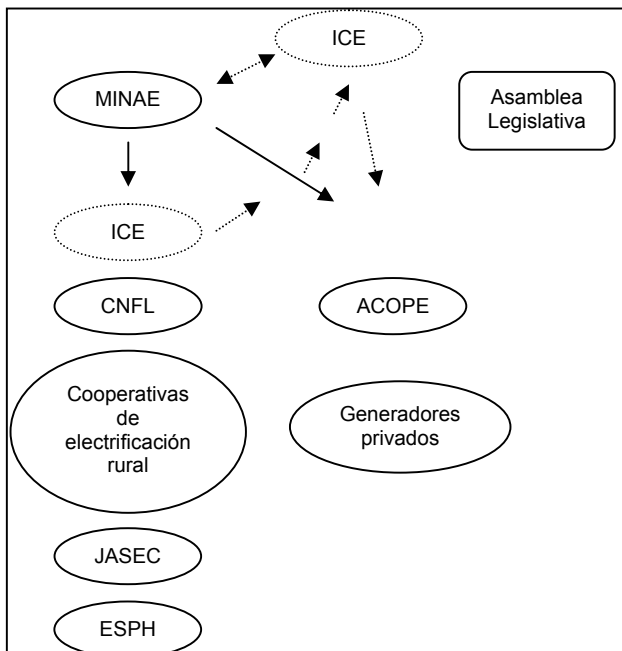 ICE
MINAE
Asamblea
Legislativa
ICE
CNFL
ACOPE
Cooperativas
de
electrificación
rural
Generadores
privados
JASEC
ESPH